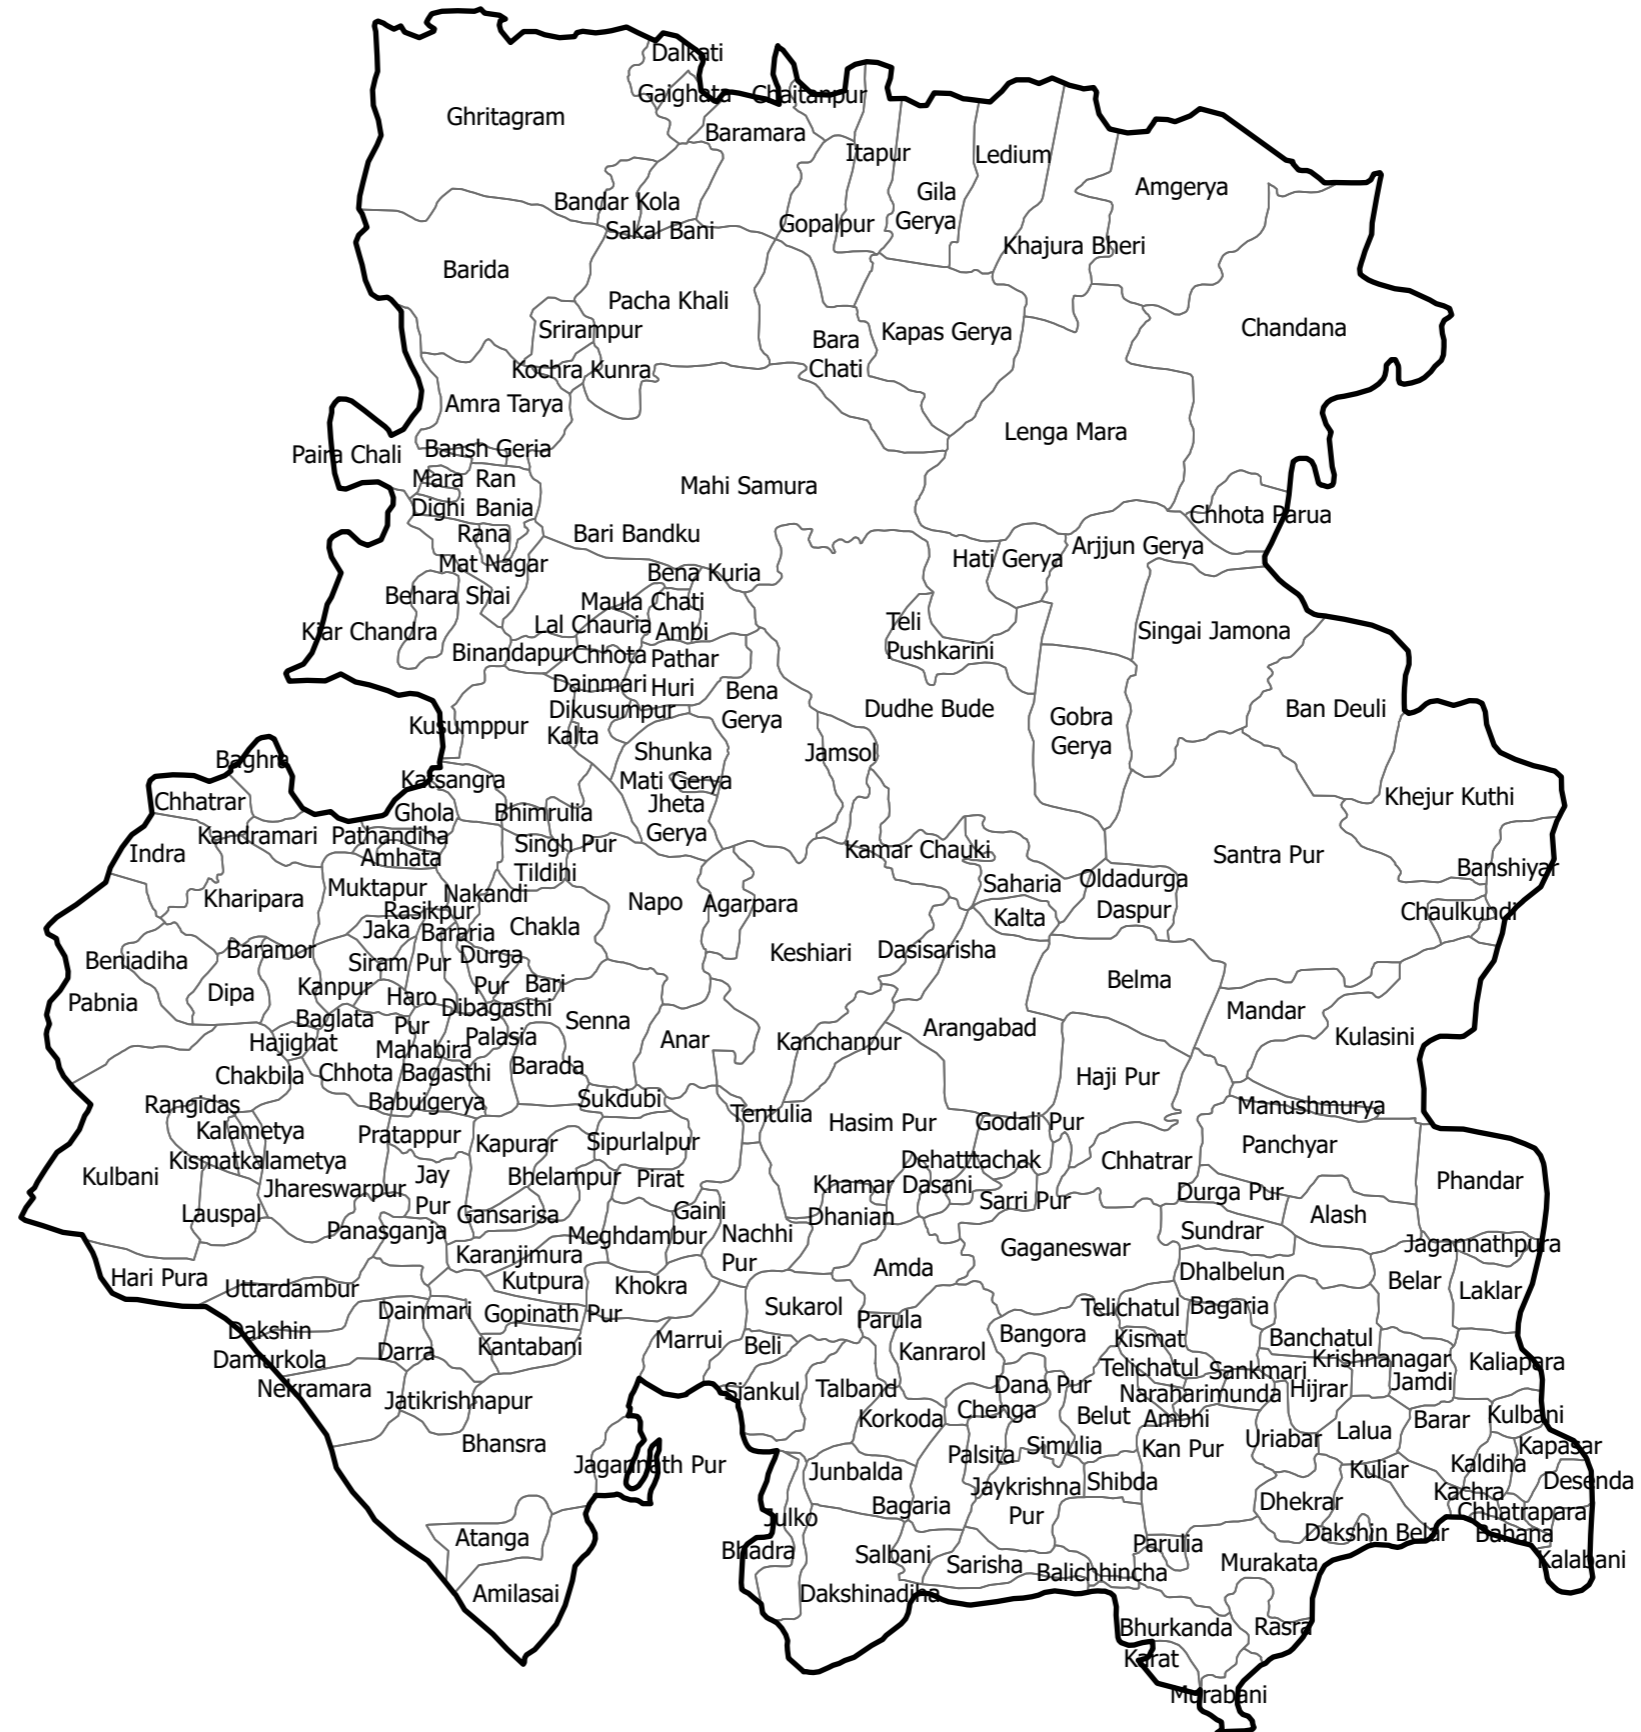 Dalkati
Gaighata
Chaitanpur
Ghritagram
Baramara
Itapur
Ledium
Amgerya
Gila
Gerya
Bandar Kola
Sakal Bani
Gopalpur
Khajura Bheri
Barida
Pacha Khali
Srirampur
Bara
Chati
Kapas Gerya
Chandana
Kochra Kunra
Amra Tarya
Lenga Mara
Paira Chali
Bansh Geria
Mara
Dighi
Ran
Bania
Mahi Samura
Chhota Parua
Rana
Bari Bandku
Mat Nagar
Hati Gerya
Arjjun Gerya
Bena Kuria
Behara Shai
Maula Chati
Lal Chauria
Ambi
Pathar
Kiar Chandra
Teli
Pushkarini
Singai Jamona
Binandapur
Chhota
Dainmari
Huri
Bena
Gerya
Dikusumpur
Dudhe Bude
Gobra
Gerya
Ban Deuli
Kusumppur
Kalta
Shunka
Mati Gerya
Jamsol
Baghra
Katsangra
Chhatrar
Jheta
Gerya
Khejur Kuthi
Ghola
Bhimrulia
Kandramari
Pathandiha
Singh Pur
Indra
Amhata
Kamar Chauki
Santra Pur
Banshiyar
Tildihi
Muktapur
Nakandi
Saharia
Oldadurga
Daspur
Kharipara
Napo
Agarpara
Rasikpur
Kalta
Chaulkundi
Jaka
Bararia
Chakla
Baramor
Keshiari
Dasisarisha
Beniadiha
Siram Pur
Durga
Pur
Belma
Kanpur
Bari
Pabnia
Dipa
Haro
Pur
Dibagasthi
Mandar
Baglata
Senna
Arangabad
Kulasini
Hajighat
Palasia
Anar
Kanchanpur
Mahabira
Chakbila
Chhota Bagasthi
Barada
Haji Pur
Rangidas
Babuigerya
Sukdubi
Tentulia
Manushmurya
Kalametya
Pratappur
Kapurar
Sipurlalpur
Hasim Pur
Godali Pur
Panchyar
Kismatkalametya
Dehatttachak
Chhatrar
Kulbani
Jhareswarpur
Jay
Pur
Bhelampur
Pirat
Khamar Dasani
Phandar
Sarri Pur
Durga Pur
Lauspal
Gansarisa
Gaini
Dhanian
Alash
Panasganja
Meghdambur
Nachhi
Pur
Sundrar
Karanjimura
Gaganeswar
Jagannathpura
Hari Pura
Uttardambur
Kutpura
Khokra
Amda
Dhalbelun
Belar
Laklar
Dainmari
Gopinath Pur
Sukarol
Parula
Telichatul
Bagaria
Dakshin
Damurkola
Darra
Kantabani
Marrui
Beli
Kanrarol
Bangora
Kismat
Telichatul
Banchatul
Krishnanagar
Kaliapara
Nekramara
Jatikrishnapur
Siankul
Talband
Dana Pur
Sankmari
Naraharimunda
Hijrar
Jamdi
Korkoda
Chenga
Belut
Ambhi
Kan Pur
Barar
Kulbani
Bhansra
Uriabar
Lalua
Simulia
Palsita
Kapasar
Jagannath Pur
Junbalda
Kuliar
Kaldiha
Desenda
Jaykrishna
Pur
Shibda
Kachra
Dhekrar
Bagaria
Chhatrapara
Julko
Atanga
Dakshin Belar
Bahana
Bhadra
Salbani
Parulia
Murakata
Kalabani
Sarisha
Balichhincha
Amilasai
Dakshinadiha
Bhurkanda
Rasra
Karat
Murabani